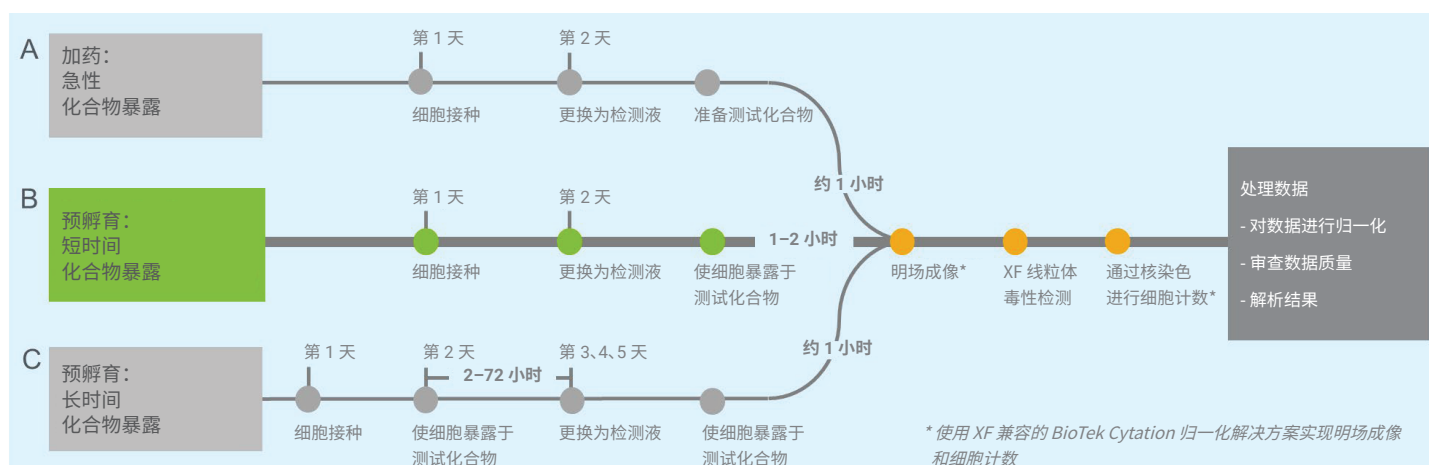 A
加药：
急性
化合物暴露
第 1 天
第 2 天
细胞接种
更换为检测液
准备测试化合物
约 1 小时
B
预孵育：
短时间
化合物暴露
第 1 天
第 2 天
1–2 小时
细胞接种
更换为检测液
使细胞暴露于
测试化合物
明场成像*
XF 线粒体
毒性检测
通过核染色
进行细胞计数*
处理数据
- 对数据进行归一化
- 审查数据质量
- 解析结果
C
预孵育：
长时间
化合物暴露
第 1 天
第 2 天
第 3、4、5 天
2–72 小时
约 1 小时
细胞接种
使细胞暴露于
测试化合物
更换为检测液
使细胞暴露于
测试化合物
* 使用 XF 兼容的 BioTek Cytation 归一化解决方案实现明场成像
和细胞计数